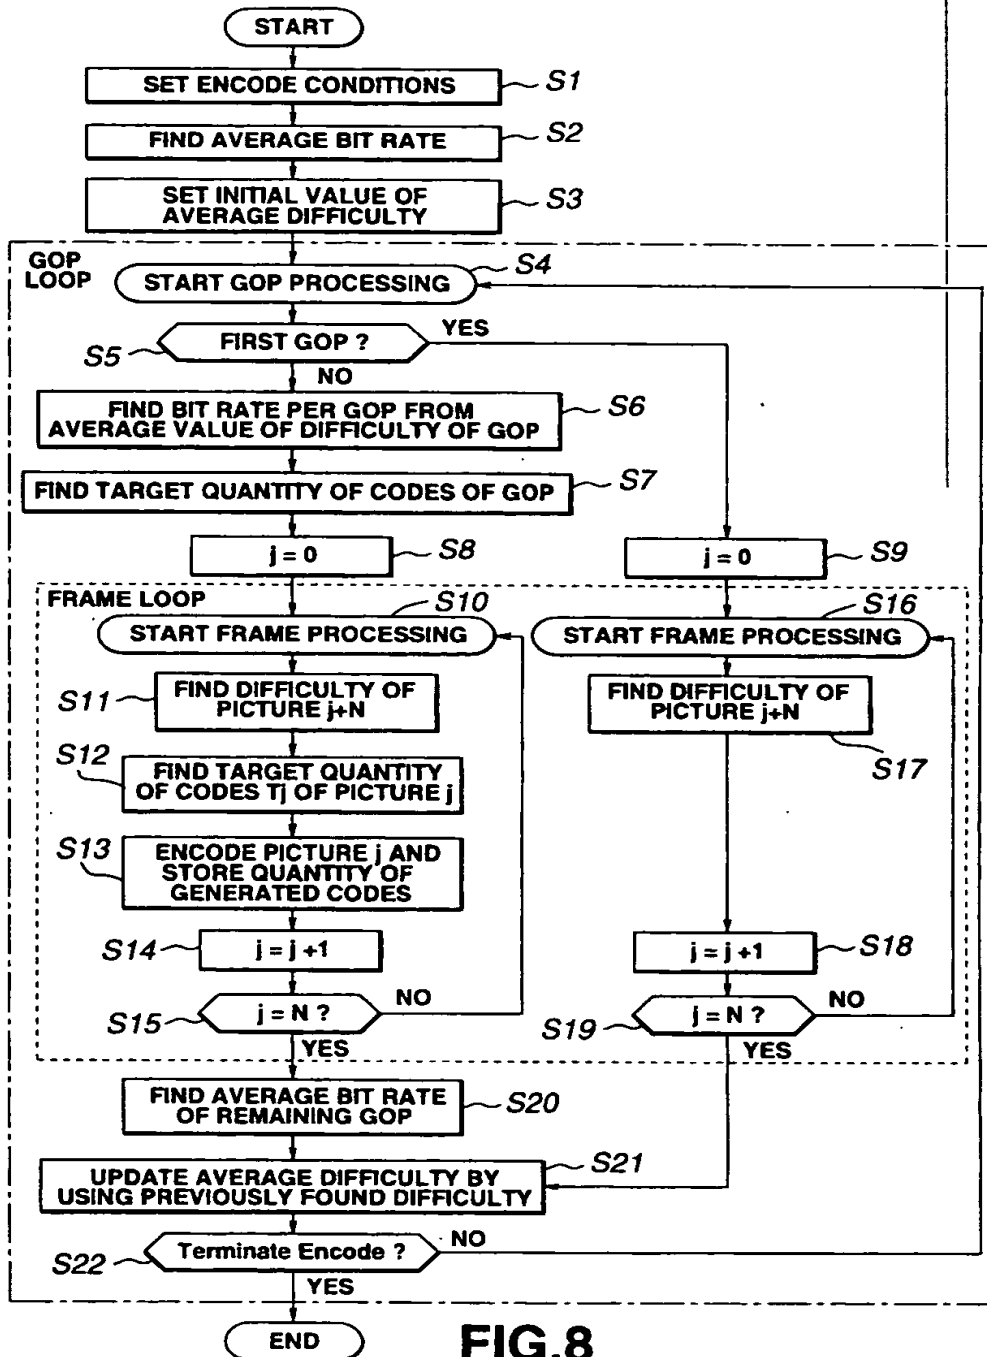 START
SET ENCODE CONDITIONS
S1
FIND AVERAGE BIT RATE
S2
SET INITIAL VALUE OF
AVERAGE DIFFICULTY
S3
GOP
LOOP
START GOP PROCESSING
S4
FIRST GOP ?
YES
S5
NO
FIND BIT RATE PER GOP FROM
AVERAGE VALUE OF DIFFICULTY OF GOP
S6
FIND TARGET QUANTITY OF CODES OF GOP
S7
j = 0
S8
j = 0
S9
FRAME LOOP
S10
START FRAME PROCESSING
S16
START FRAME PROCESSING
S11
FIND DIFFICULTY OF
PICTURE j+N
FIND DIFFICULTY OF
PICTURE j+N
S17
S12
FIND TARGET QUANTITY
OF CODES Tj OF PICTURE j
S13
ENCODE PICTURE j AND
STORE QUANTITY OF
GENERATED CODES
S14
j = j +1
j = j +1
S18
S15
j = N ?
NO
YES
S19
j = N ?
NO
YES
FIND AVERAGE BIT RATE
OF REMAINING GOP
S20
UPDATE AVERAGE DIFFICULTY BY
USING PREVIOUSLY FOUND DIFFICULTY
S21
Terminate Encode ?
NO
S22
YES
END
FIG.8